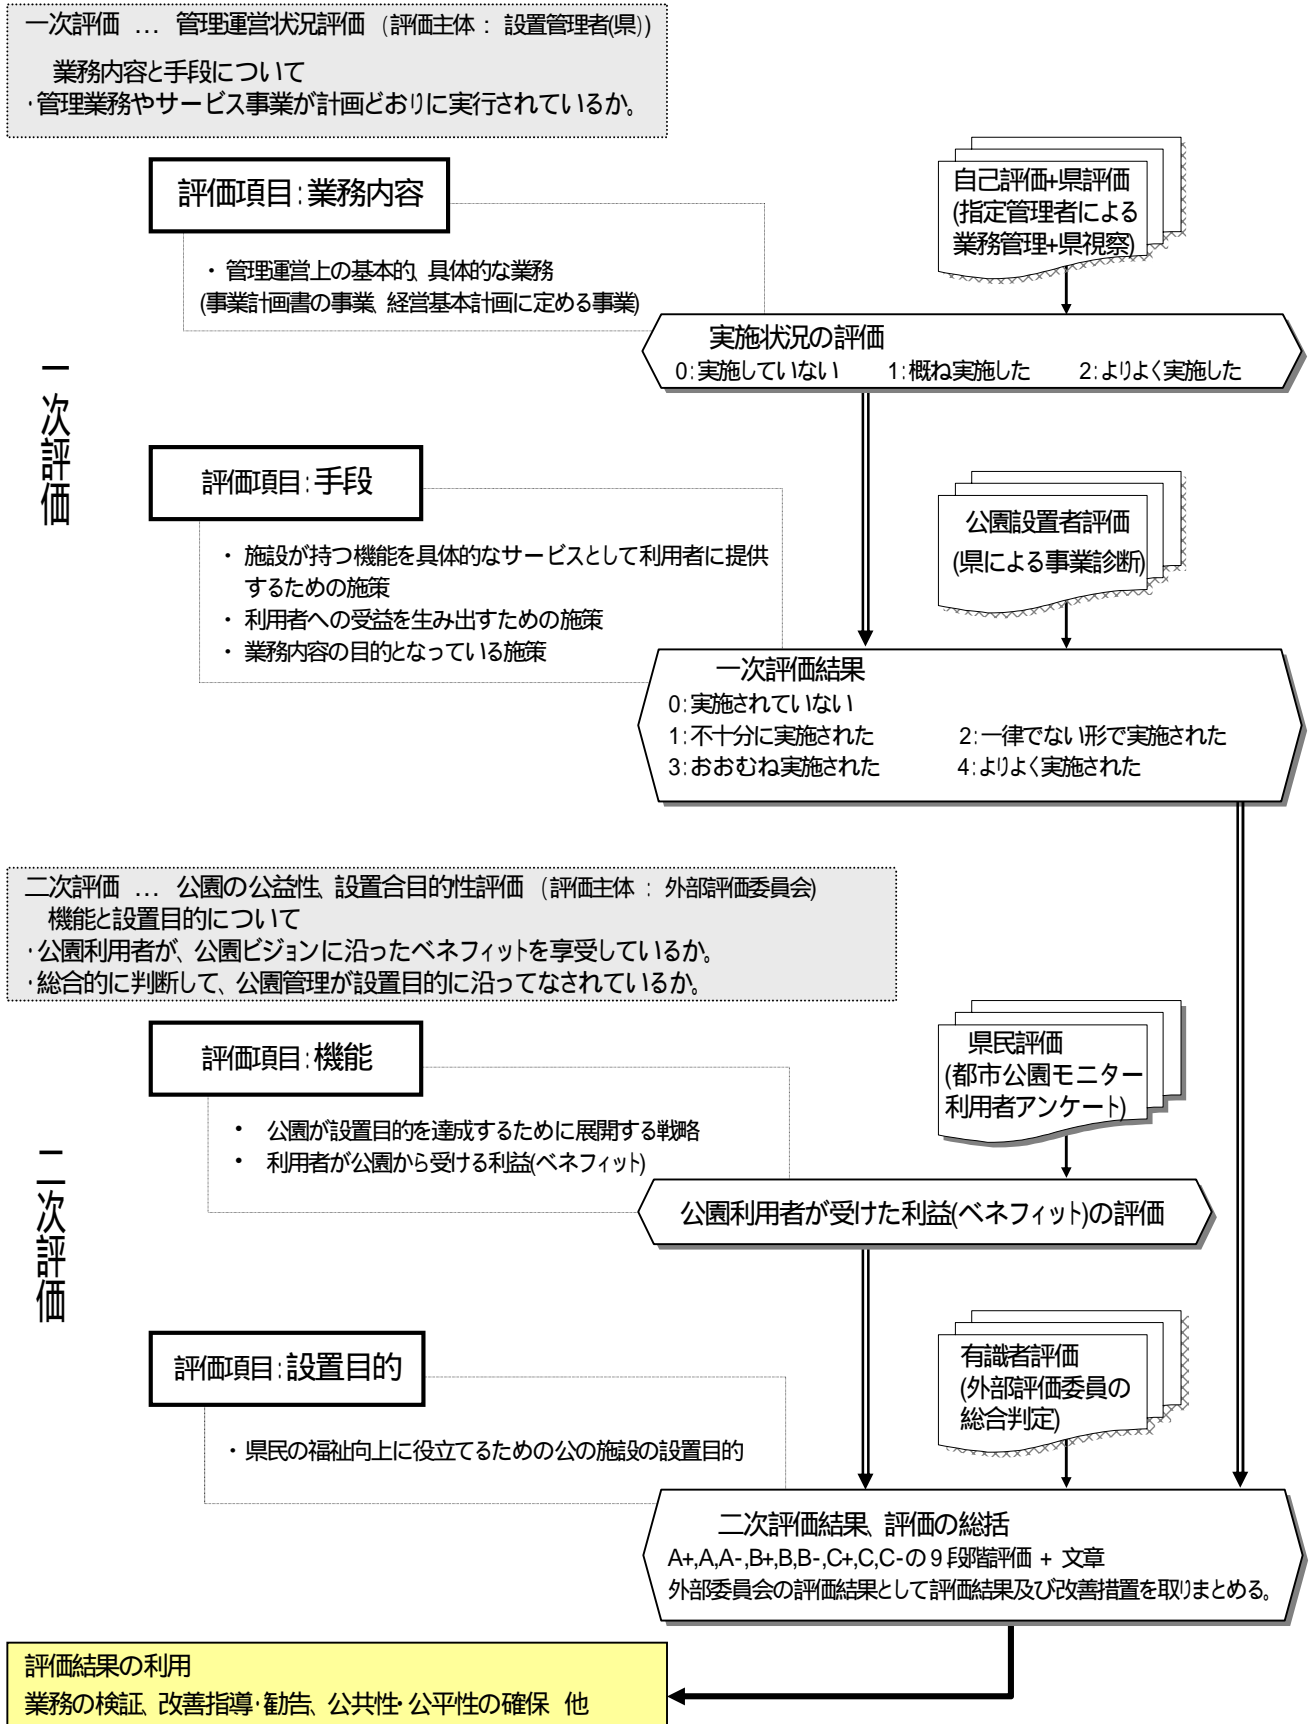 一次評価 … 管理運営状況評価 (評価主体 : 設置管理者(県))
業務内容と手段について
・管理業務やサービス事業が計画どおりに実行されているか。
評価項目:業務内容
・ 管理運営上の基本的、具体的な業務
(事業計画書の事業、経営基本計画に定める事業)
自己評価+県評価
(指定管理者による
業務管理+県視察)
実施状況の評価
0:実施していない 1:概ね実施した 2:よりよく実施した
一次評価
評価項目:手段
・ 施設が持つ機能を具体的なサービスとして利用者に提供
するための施策
・ 利用者への受益を生み出すための施策
・ 業務内容の目的となっている施策
公園設置者評価
(県による事業診断)
一次評価結果
0:実施されていない
1:不十分に実施された 2:一律でない形で実施された
3:おおむね実施された 4:よりよく実施された
二次評価 … 公園の公益性、設置合目的性評価 (評価主体 : 外部評価委員会)
機能と設置目的について
・公園利用者が、公園ビジョンに沿ったベネフィットを享受しているか。
・総合的に判断して、公園管理が設置目的に沿ってなされているか。
評価項目:機能
・ 公園が設置目的を達成するために展開する戦略
・ 利用者が公園から受ける利益(ベネフィット)
県民評価
(都市公園モニター
利用者アンケート)
公園利用者が受けた利益(ベネフィット)の評価
二次評価
評価項目:設置目的
・県民の福祉向上に役立てるための公の施設の設置目的
有識者評価
(外部評価委員の
総合判定)
二次評価結果、評価の総括
A+,A,A-,B+,B,B-,C+,C,C-の9段階評価 + 文章
外部委員会の評価結果として評価結果及び改善措置を取りまとめる。
評価結果の利用
業務の検証、改善指導・勧告、公共性・公平性の確保 他